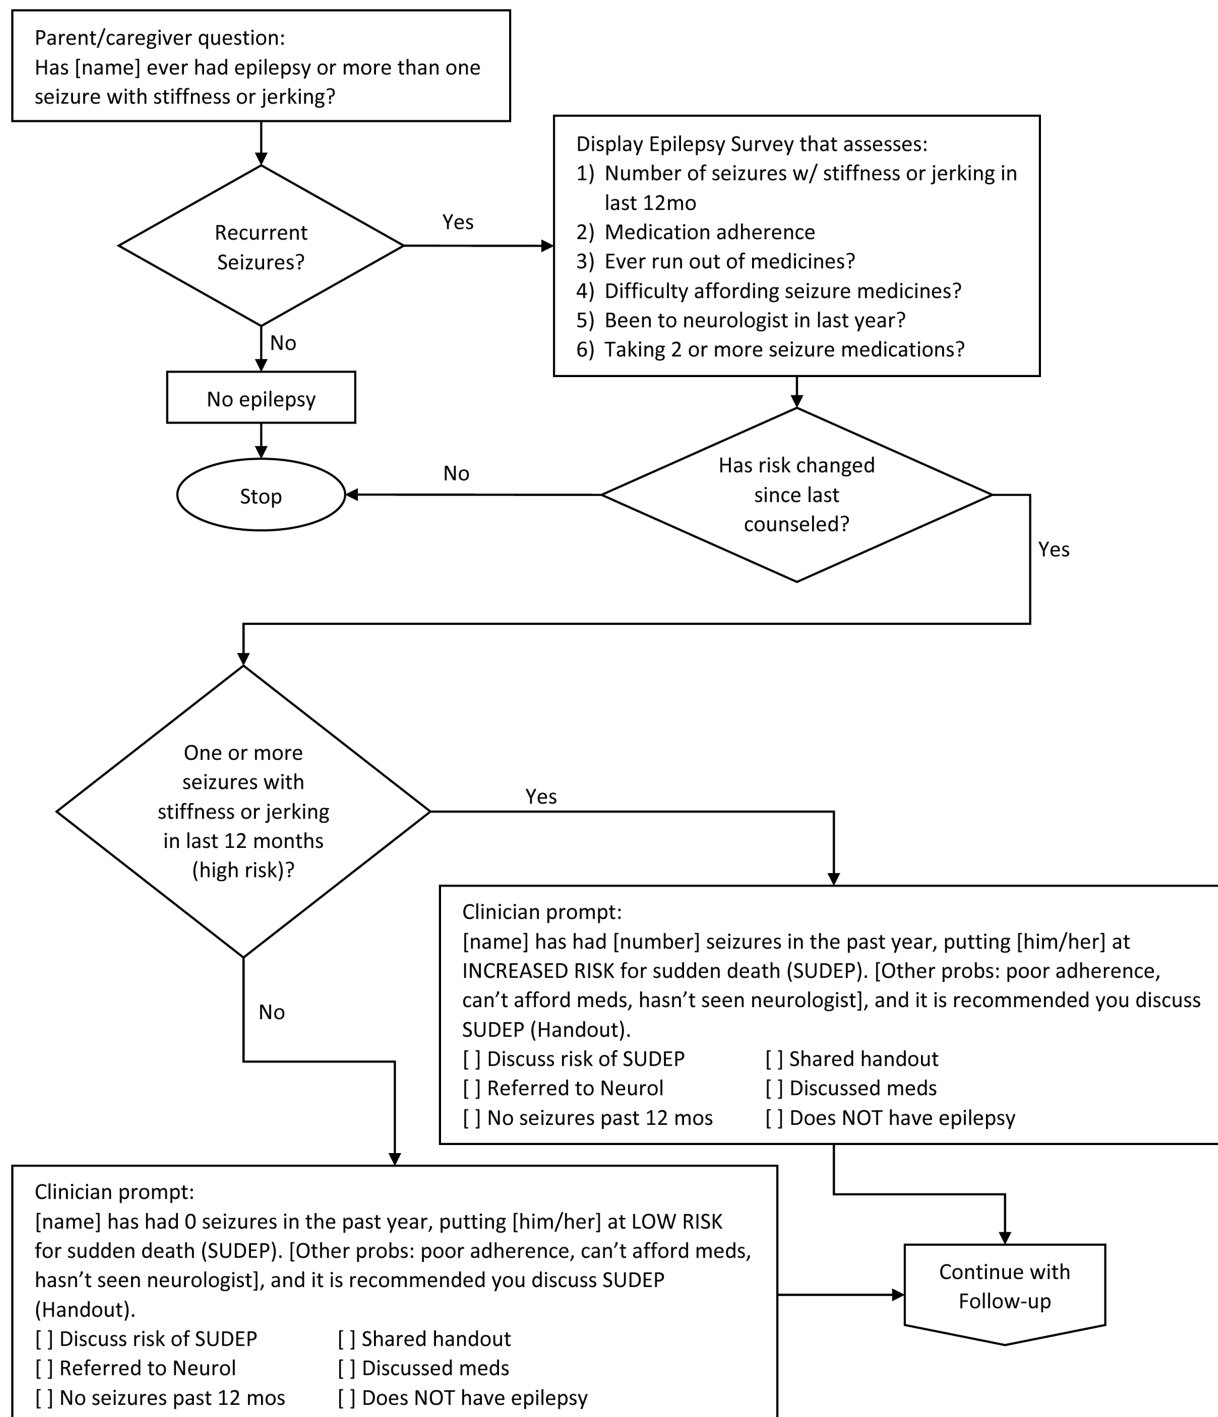 Parent/caregiver question:
Has [name] ever had epilepsy or more than one
seizure with stiffness or jerking?
Recurrent
Seizures?
Yes
No
No epilepsy
Stop
Display Epilepsy Survey that assesses:
1) Number of seizures w/ stiffness or jerking in
last 12mo
2) Medication adherence
3) Ever run out of medicines?
4) Difficulty affording seizure medicines?
5) Been to neurologist in last year?
6) Taking 2 or more seizure medications?
Has risk changed
since last
counseled?
No
Yes
One or more
seizures with
stiffness or jerking
in last 12 months
(high risk)?
Yes
No
Clinician prompt:
[name] has had [number] seizures in the past year, putting [him/her] at
INCREASED RISK for sudden death (SUDEP). [Other probs: poor adherence,
can’t afford meds, hasn’t seen neurologist], and it is recommended you discuss
SUDEP (Handout).
[ ] Discuss risk of SUDEP [ ] Shared handout
[ ] Referred to Neurol [ ] Discussed meds
[ ] No seizures past 12 mos [ ] Does NOT have epilepsy
Clinician prompt:
[name] has had 0 seizures in the past year, putting [him/her] at LOW RISK
for sudden death (SUDEP). [Other probs: poor adherence, can’t afford meds,
hasn’t seen neurologist], and it is recommended you discuss SUDEP
(Handout).
[ ] Discuss risk of SUDEP [ ] Shared handout
[ ] Referred to Neurol [ ] Discussed meds
[ ] No seizures past 12 mos [ ] Does NOT have epilepsy
Continue with
Follow-up